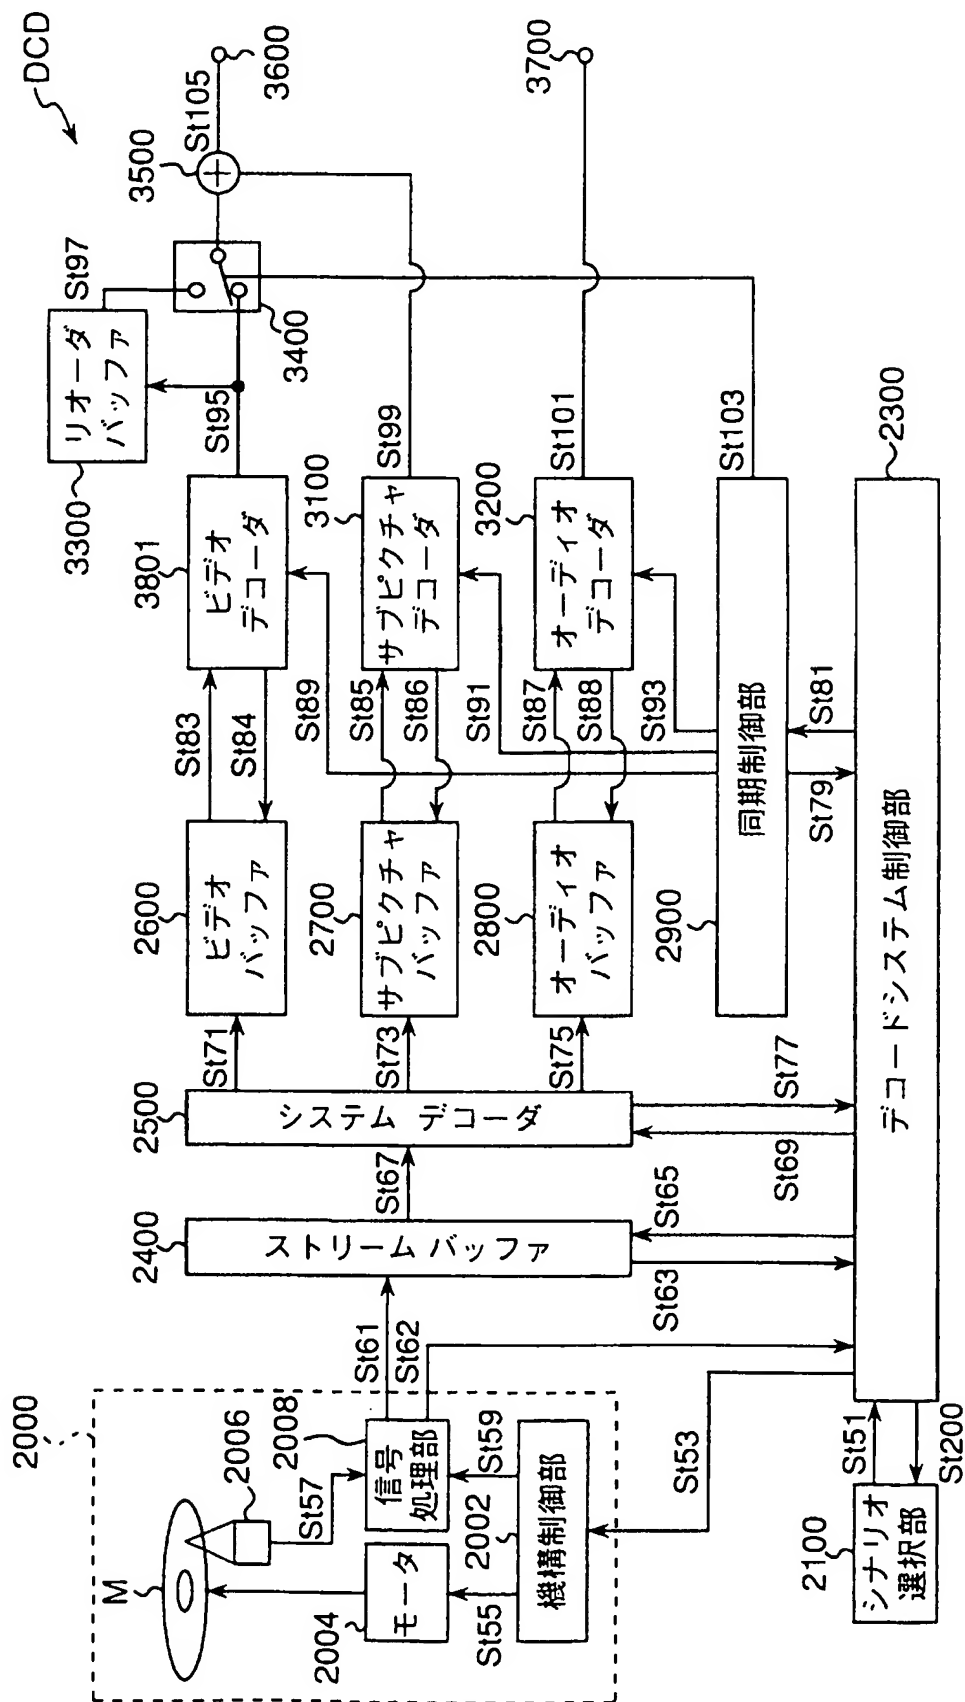 DCD
2000
M
2006
St57
2008
信号
処理部
2004
モータ
St55
2002
St59
機構制御部
St53
St61
St62
2400
ストリーム バッファ
St63
St65
St67
2500
システム デコーダ
St69
St77
St71
St73
St75
2600
ビデオ
バッファ
2700
サブピクチャ
バッファ
2800
オーディオ
バッファ
2900
同期制御部
St79
St81
St83
St84
St89
St85
St86
St91
St87
St88
St93
3801
ビデオ
デコーダ
3100
サブピクチャ
デコーダ
3200
オーディオ
デコーダ
3300
リオーダ
バッファ
St95
St97
St99
St101
St103
3400
3500
St105
3600
3700
2300
デコードシステム制御部
2100
シナリオ
選択部
St51
St200